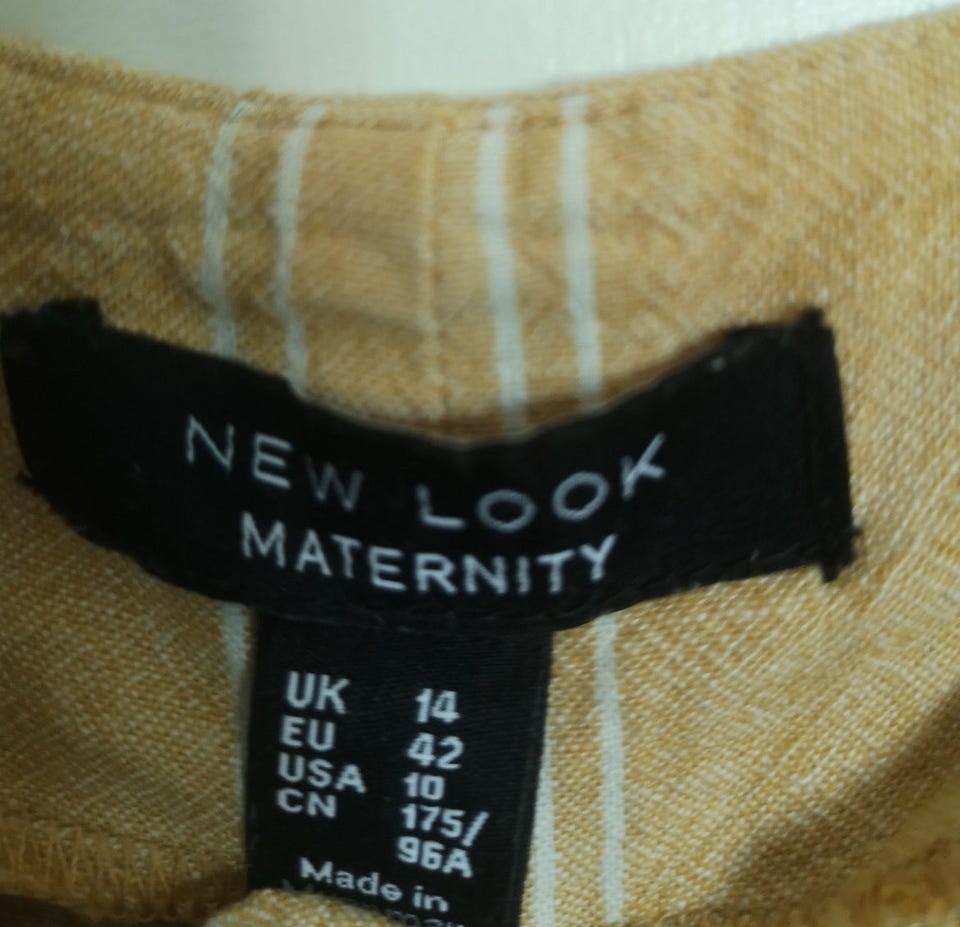 NEW LOOK
MATERNITY
UK 14
EU 42
USA 10
CN 175/
96A
Made in